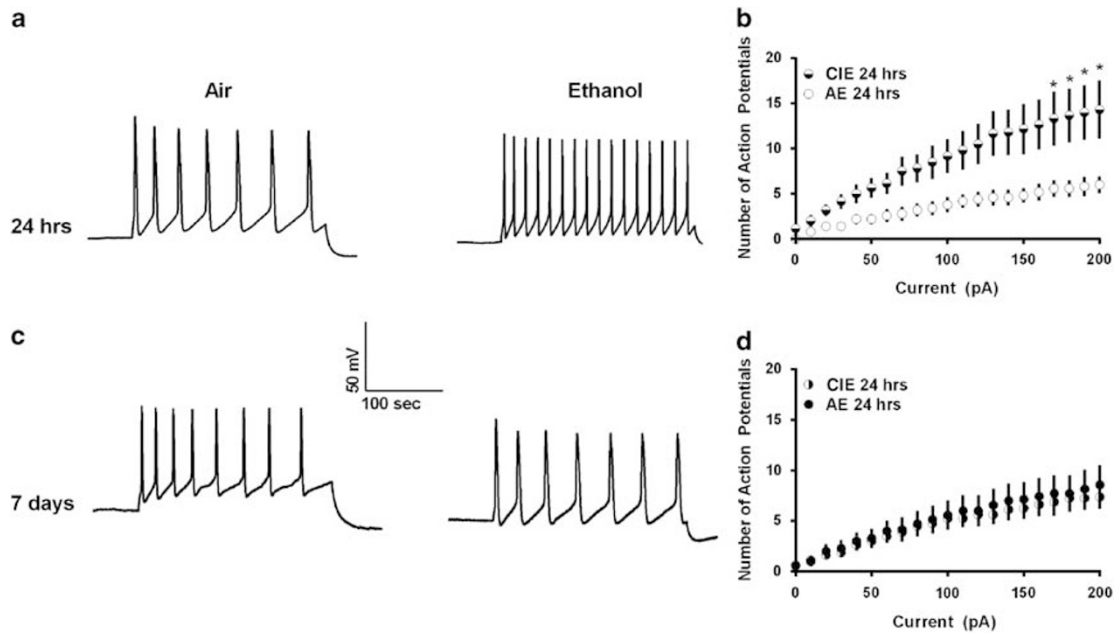 a
Air
Ethanol
24 hrs
b
Number of Action Potentials
20
15
10
5
0
CIE 24 hrs
AE 24 hrs
* * * *
0 50 100 150 200
Current (pA)
c
50 mV
100 sec
7 days
d
Number of Action Potentials
20
15
10
5
0
CIE 24 hrs
AE 24 hrs
0 50 100 150 200
Current (pA)